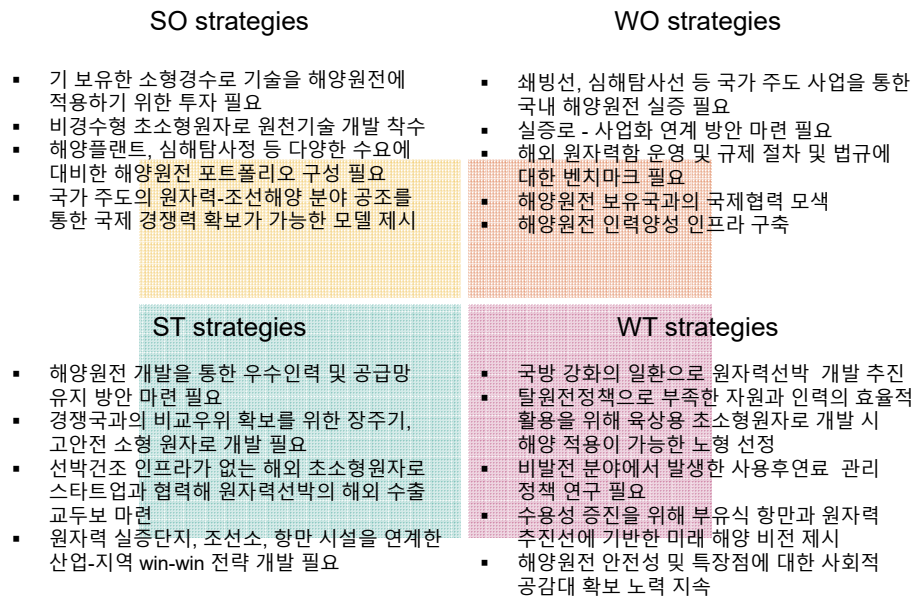 SO strategies
▪ 기 보유한 소형경수로 기술을 해양원전에
적용하기 위한 투자 필요
▪ 비경수형 초소형원자로 원천기술 개발 착수
▪ 해양플랜트, 심해탐사정 등 다양한 수요에
대비한 해양원전 포트폴리오 구성 필요
▪ 국가 주도의 원자력-조선해양 분야 공조를
통한 국제 경쟁력 확보가 가능한 모델 제시
WO strategies
▪ 쇄빙선, 심해탐사선 등 국가 주도 사업을 통한
국내 해양원전 실증 필요
▪ 실증로 - 사업화 연계 방안 마련 필요
▪ 해외 원자력함 운영 및 규제 절차 및 법규에
대한 벤치마크 필요
▪ 해양원전 보유국과의 국제협력 모색
▪ 해양원전 인력양성 인프라 구축
ST strategies
▪ 해양원전 개발을 통한 우수인력 및 공급망
유지 방안 마련 필요
▪ 경쟁국과의 비교우위 확보를 위한 장주기,
고안전 소형 원자로 개발 필요
▪ 선박건조 인프라가 없는 해외 초소형원자로
스타트업과 협력해 원자력선박의 해외 수출
교두보 마련
▪ 원자력 실증단지, 조선소, 항만 시설을 연계한
산업-지역 win-win 전략 개발 필요
WT strategies
▪ 국방 강화의 일환으로 원자력선박 개발 추진
▪ 탈원전정책으로 부족한 자원과 인력의 효율적
활용을 위해 육상용 초소형원자로 개발 시
해양 적용이 가능한 노형 선정
▪ 비발전 분야에서 발생한 사용후연료 관리
정책 연구 필요
▪ 수용성 증진을 위해 부유식 항만과 원자력
추진선에 기반한 미래 해양 비전 제시
▪ 해양원전 안전성 및 특장점에 대한 사회적
공감대 확보 노력 지속